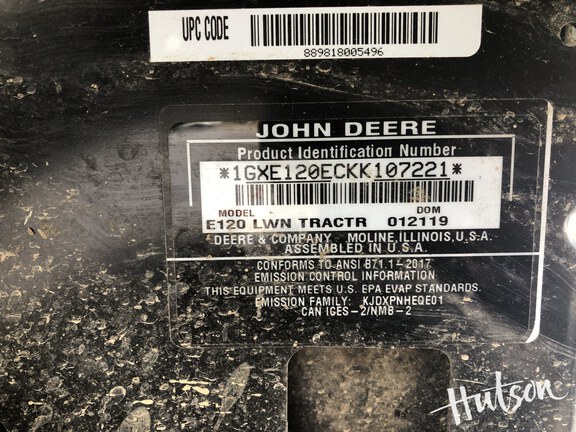 UPC CODE
889818005496
JOHN DEERE
Product Identification Number
*1GXE120ECKK107221*
MODEL DOM
E120 LWN TRACTR 012119
DEERE & COMPANY MOLINE,ILLINOIS,U.S.A.
ASSEMBLED IN U.S.A.
CONFORMS TO ANSI B71.1-2017
EMISSION CONTROL INFORMATION
THIS EQUIPMENT MEETS U.S. EPA EVAP STANDARDS.
EMISSION FAMILY: KJDXPNHEQE01
CAN ICES-2/NMB-2
Hutson